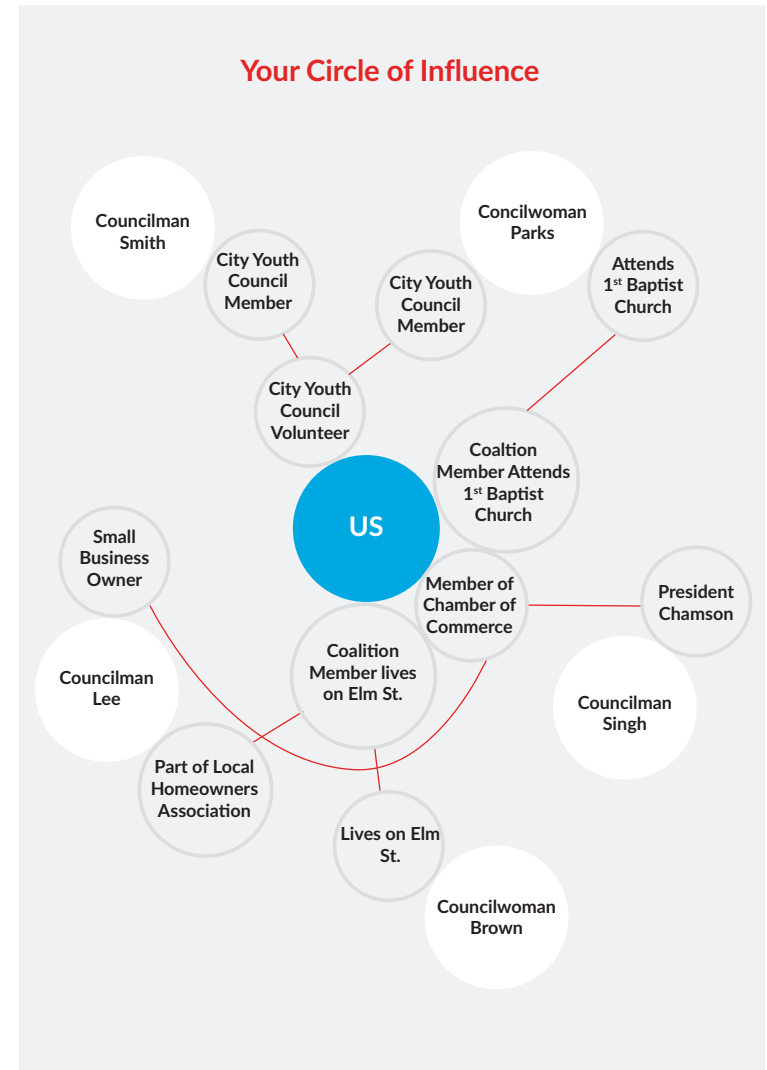 Your Circle of Influence
Councilman
Smith
City Youth
Council
Member
City Youth
Council
Member
Concilwoman
Parks
Attends
1st Baptist
Church
City Youth
Council
Volunteer
Coaltion
Member Attends
1st Baptist
Church
US
Small
Business
Owner
Member of
Chamber of
Commerce
President
Chamson
Councilman
Lee
Coalition
Member lives
on Elm St.
Councilman
Singh
Part of Local
Homeowners
Association
Lives on Elm
St.
Councilwoman
Brown